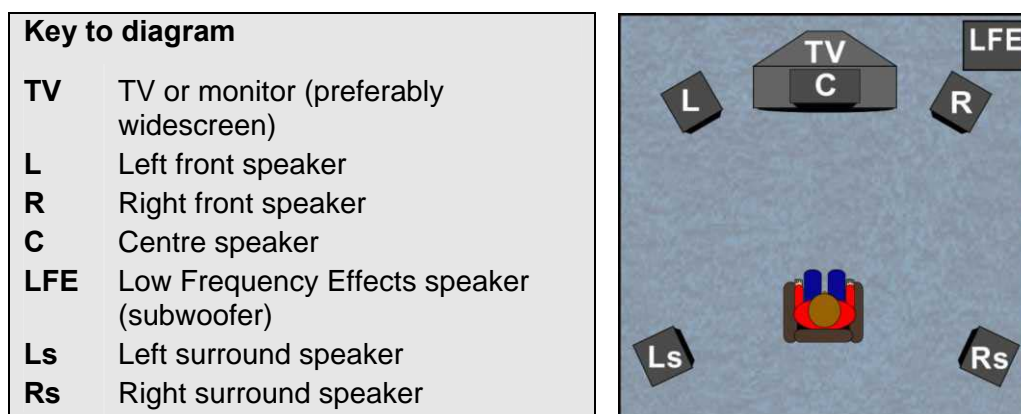 Key to diagram
TV TV or monitor (preferably
widescreen)
L Left front speaker
R Right front speaker
C Centre speaker
LFE Low Frequency Effects speaker
(subwoofer)
Ls Left surround speaker
Rs Right surround speaker
TV
LFE
C
L
R
Ls
Rs